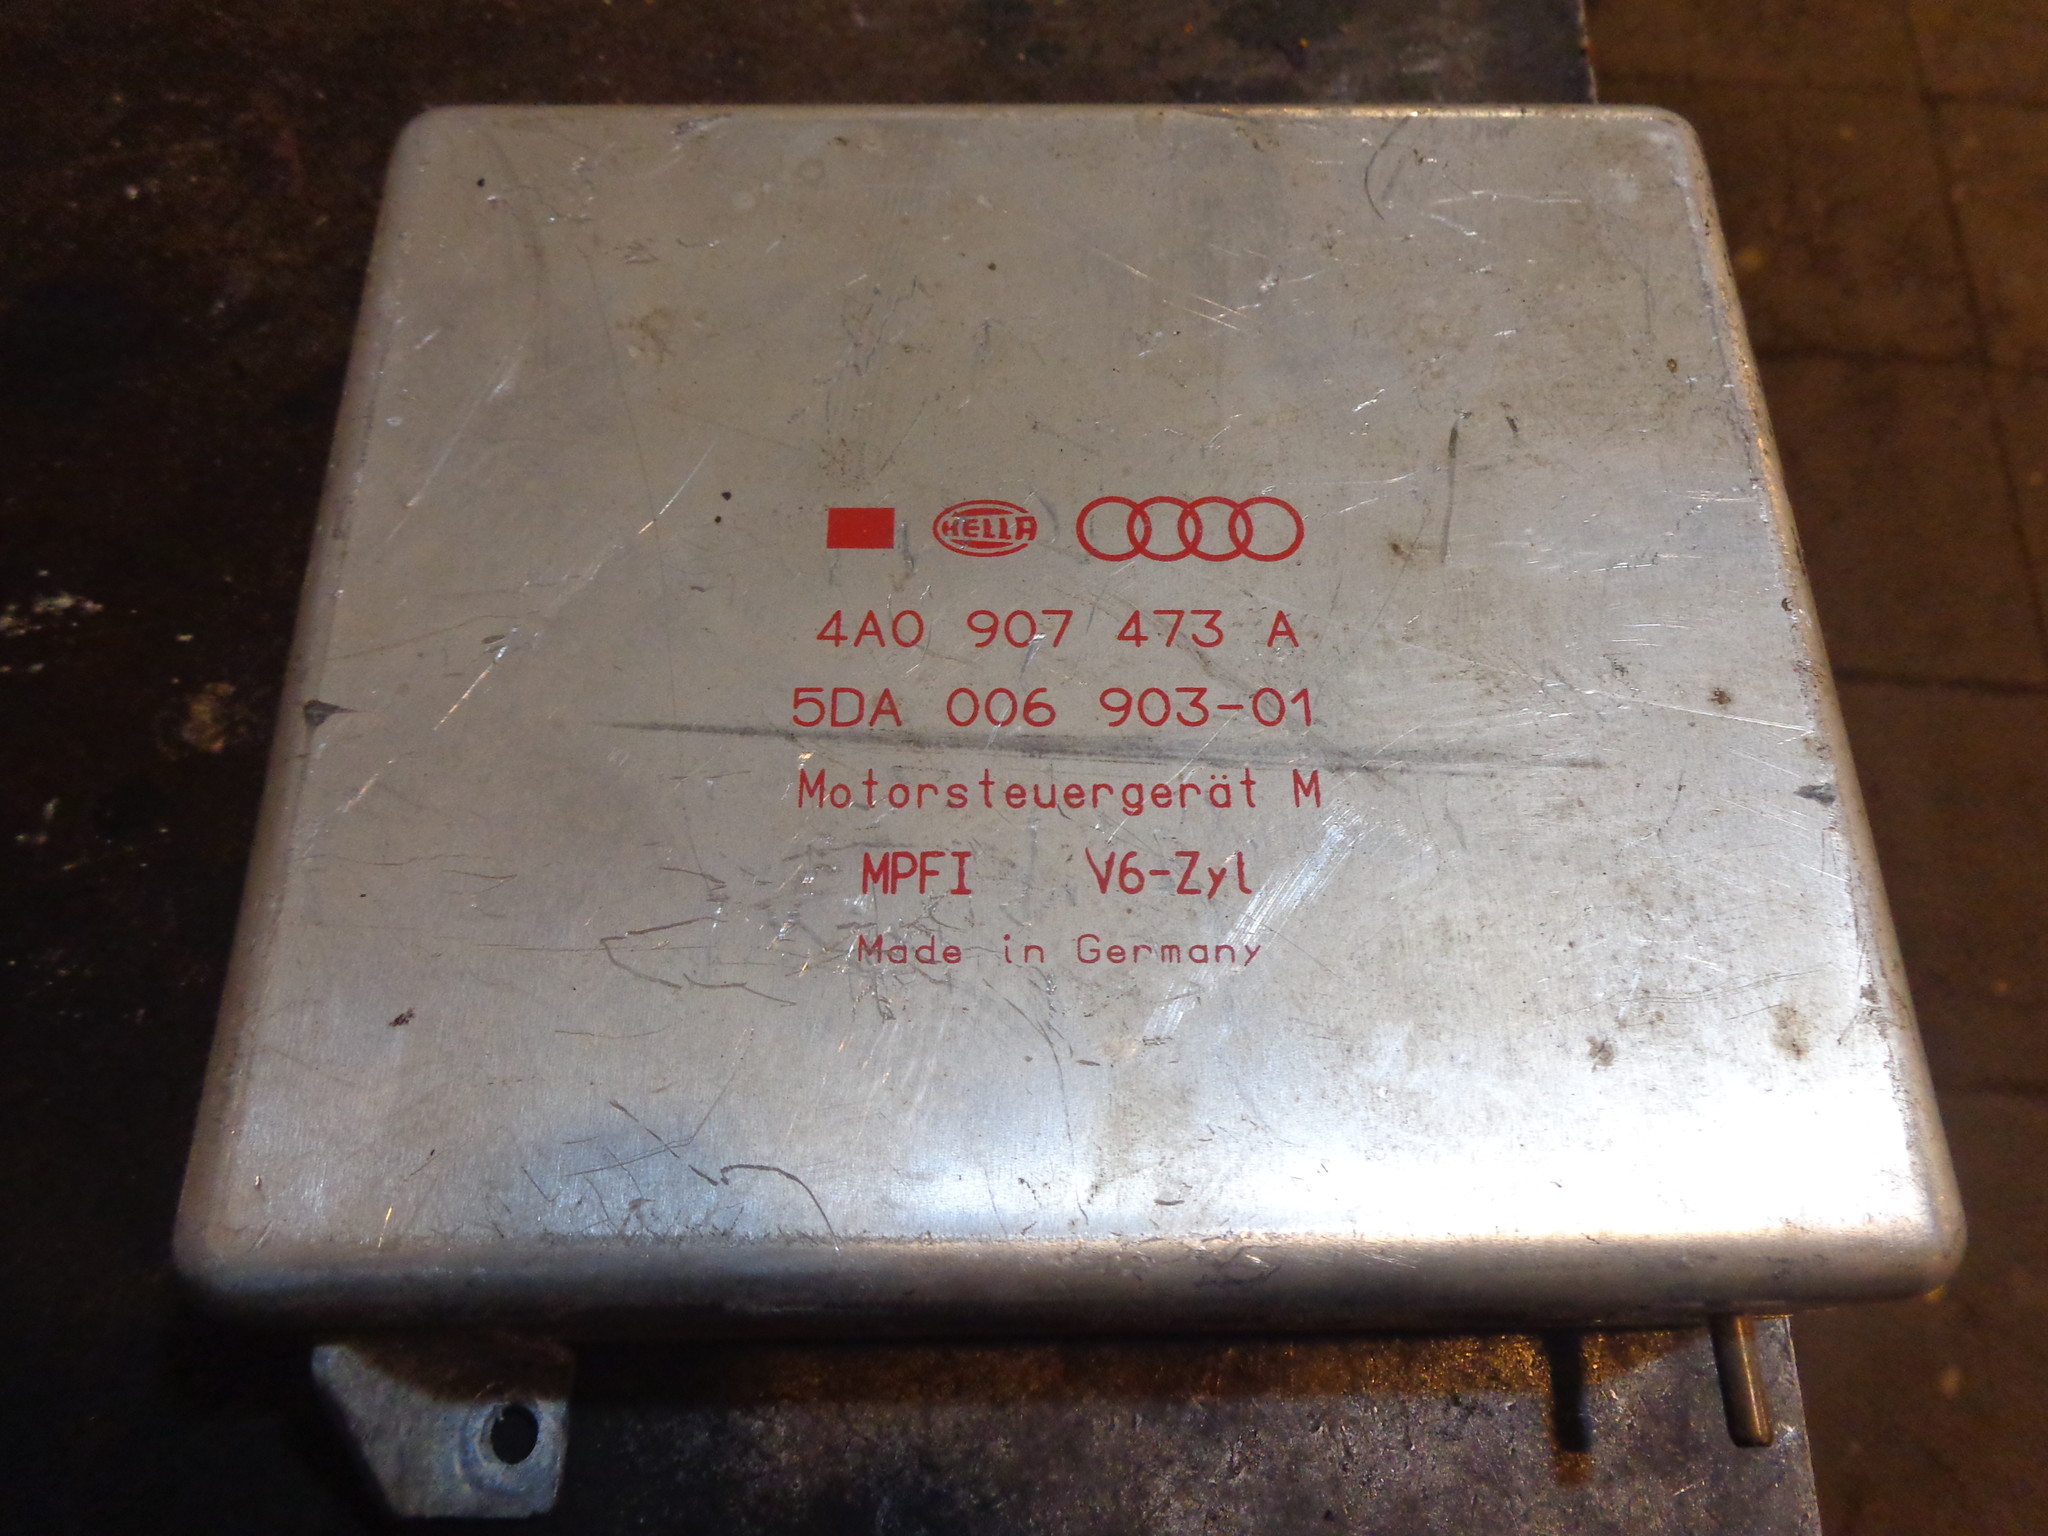 HELLA
4A0 907 473 A
5DA 006 903-01
Motorsteuergerät M
MPFI V6-Zyl
Made in Germany